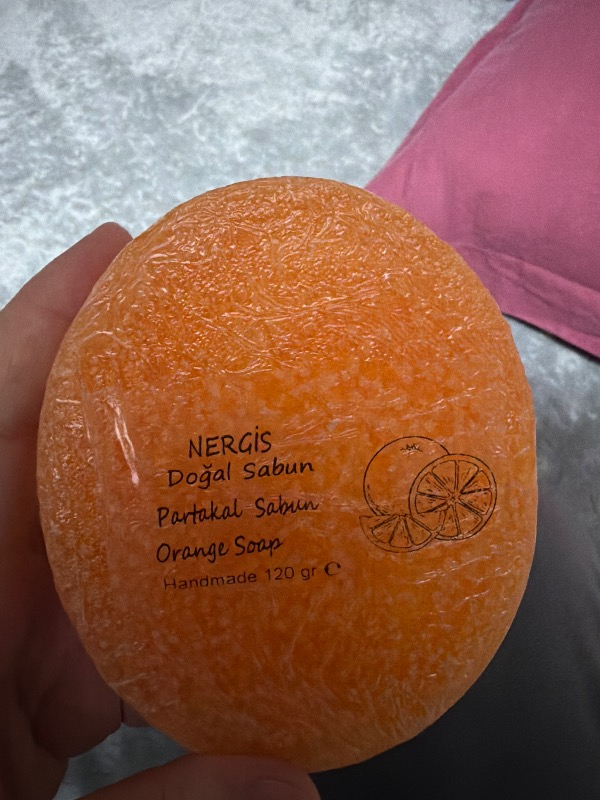 NERGİS
Doğal Sabun
Partakal Sabun
Orange Soap
Handmade 120 gr ℮